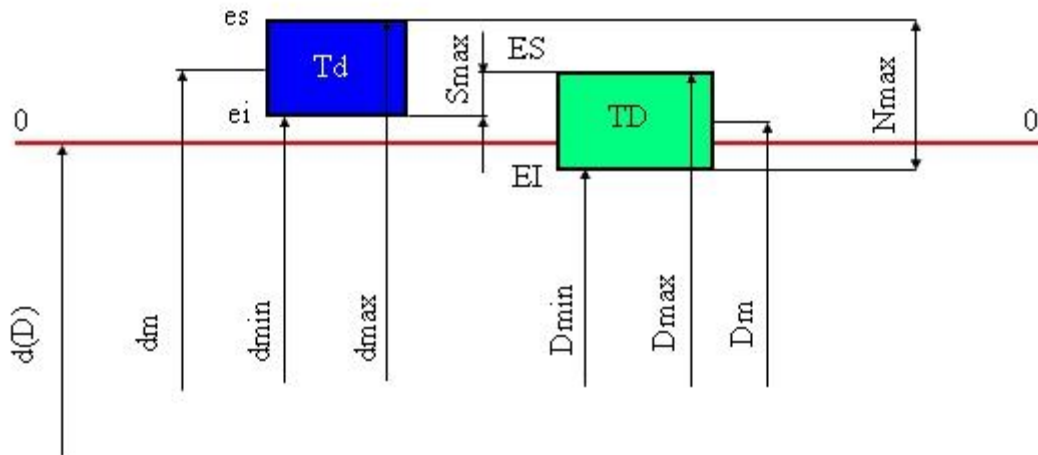 es
Td
ei
0
Smax
ES
TD
EI
Nmax
0
d(D)
dm
dmin
dmax
Dmin
Dmax
Dm